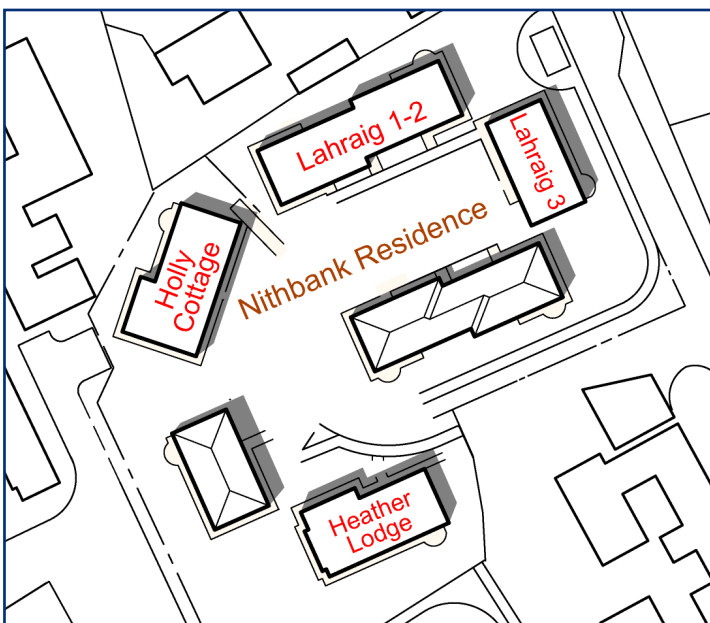 Lahraig 1-2
Lahraig 3
Nithbank Residence
Holly
Cottage
Heather
Lodge